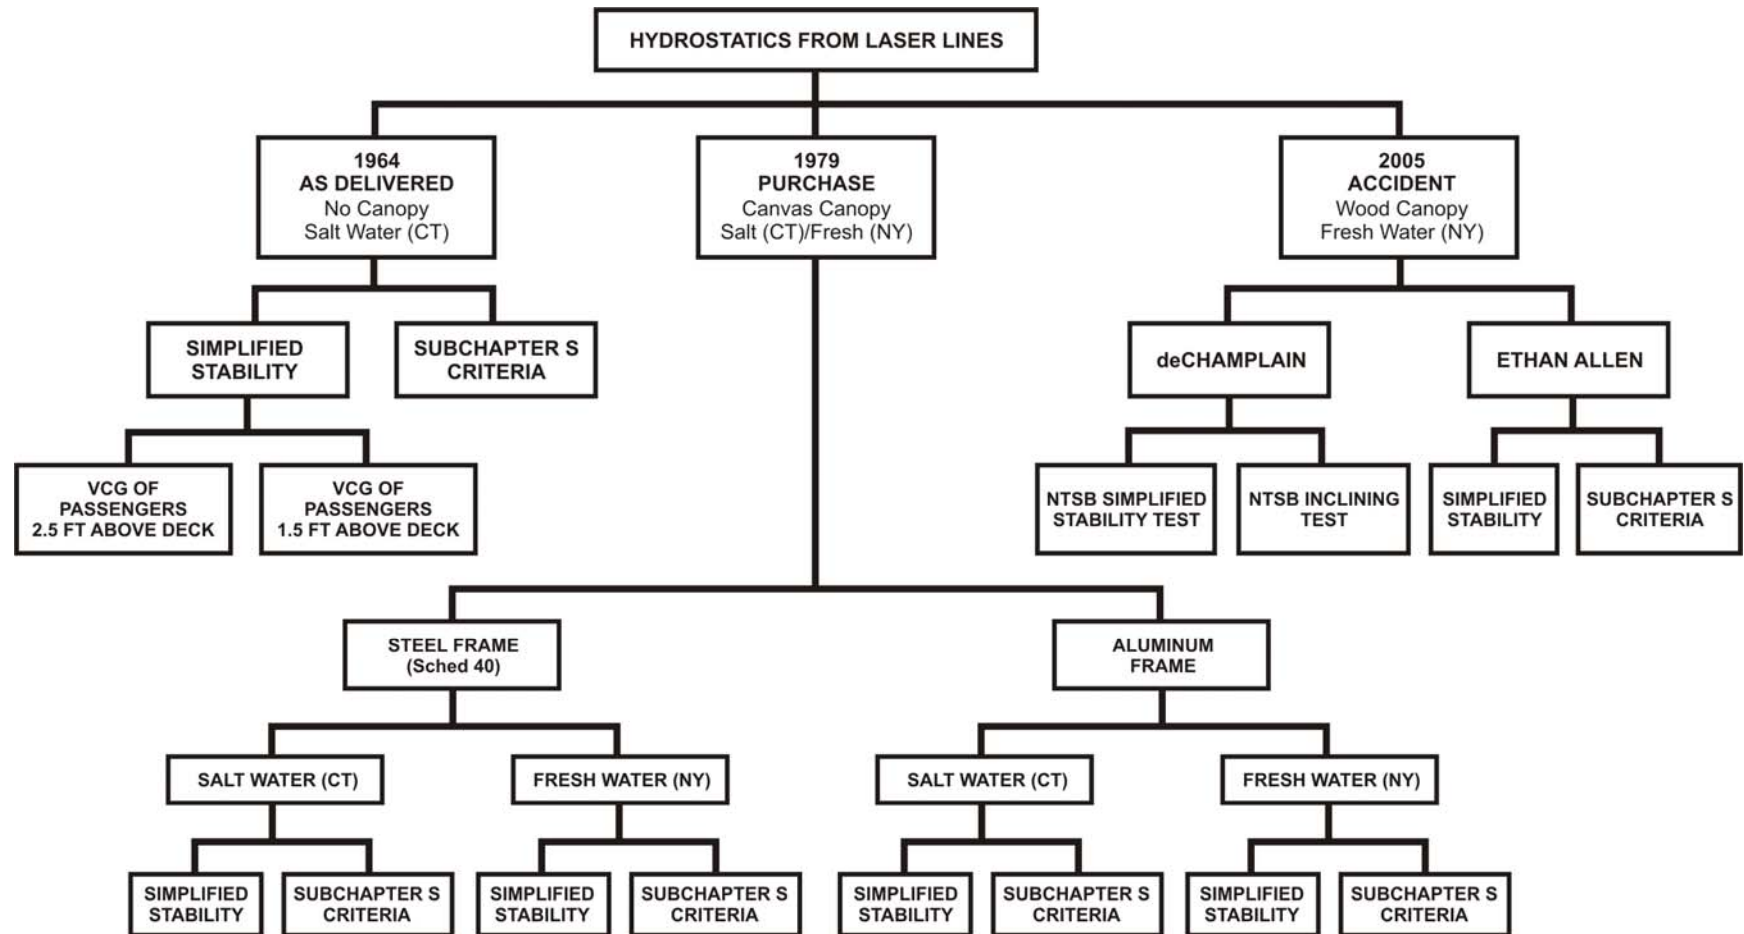 HYDROSTATICS FROM LASER LINES
1964
AS DELIVERED
No Canopy
Salt Water (CT)
1979
PURCHASE
Canvas Canopy
Salt (CT)/Fresh (NY)
2005
ACCIDENT
Wood Canopy
Fresh Water (NY)
SIMPLIFIED
STABILITY
SUBCHAPTER S
CRITERIA
deCHAMPLAIN
ETHAN ALLEN
VCG OF
PASSENGERS
2.5 FT ABOVE DECK
VCG OF
PASSENGERS
1.5 FT ABOVE DECK
NTSB SIMPLIFIED
STABILITY TEST
NTSB INCLINING
TEST
SIMPLIFIED
STABILITY
SUBCHAPTER S
CRITERIA
STEEL FRAME
(Sched 40)
ALUMINUM
FRAME
SALT WATER (CT)
FRESH WATER (NY)
SALT WATER (CT)
FRESH WATER (NY)
SIMPLIFIED
STABILITY
SUBCHAPTER S
CRITERIA
SIMPLIFIED
STABILITY
SUBCHAPTER S
CRITERIA
SIMPLIFIED
STABILITY
SUBCHAPTER S
CRITERIA
SIMPLIFIED
STABILITY
SUBCHAPTER S
CRITERIA